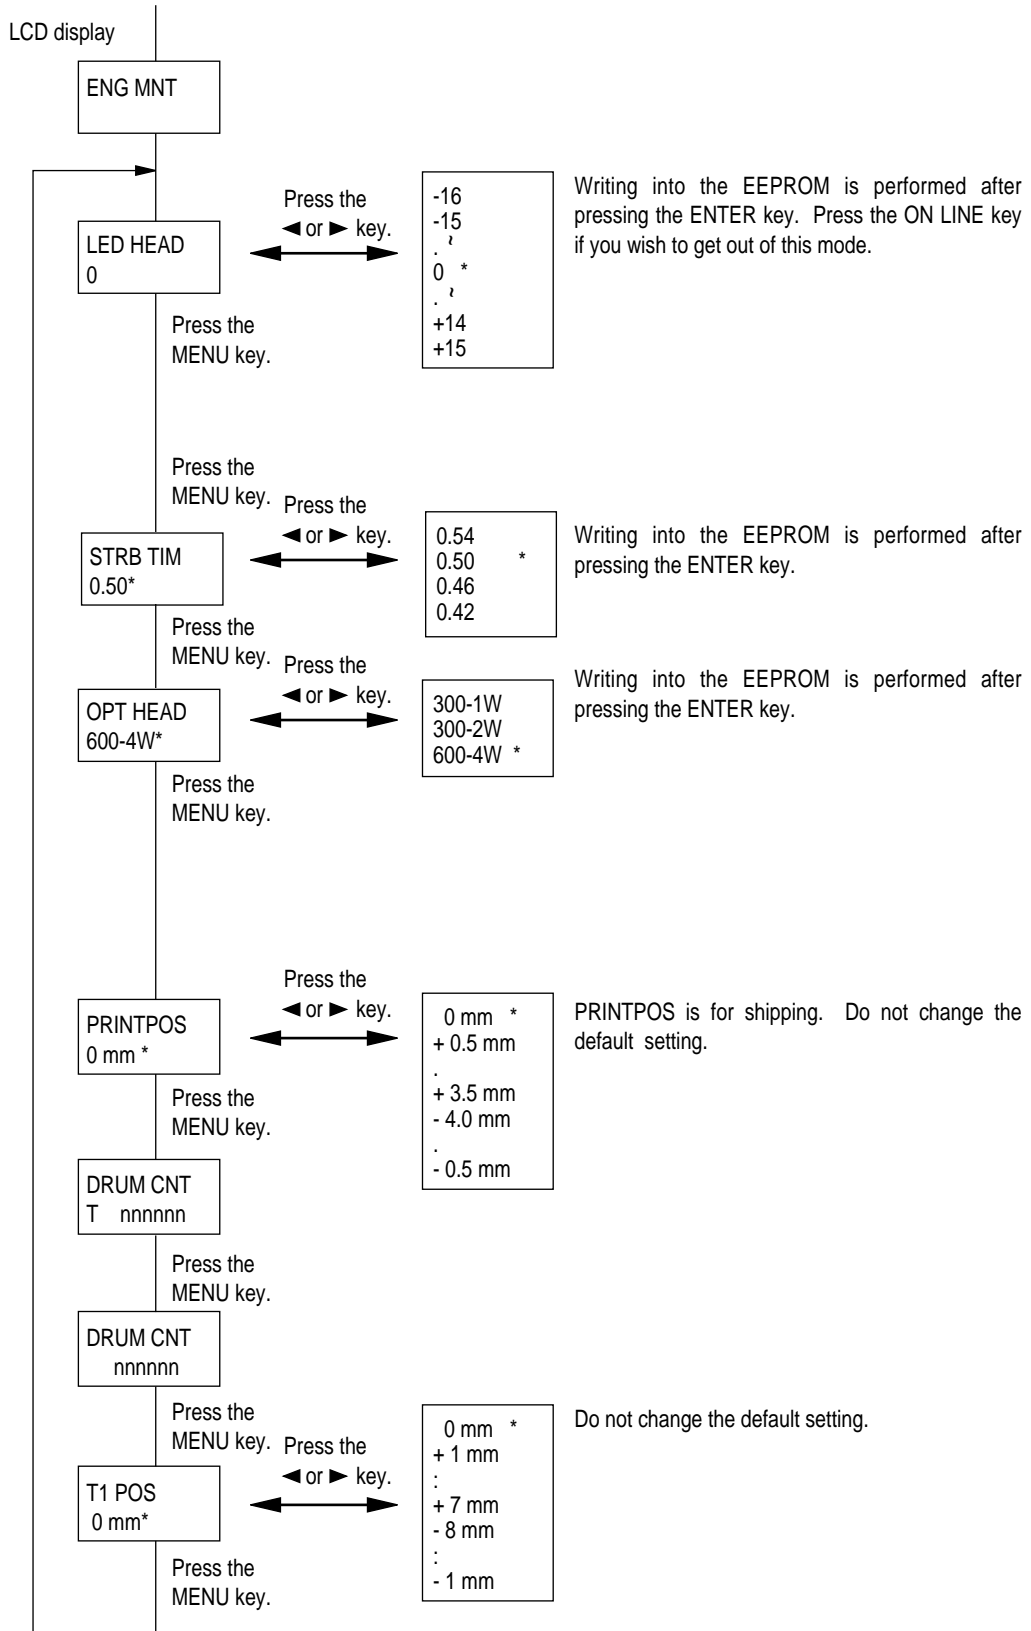 LCD display
ENG MNT
LED HEAD
0
Press the
◄ or ► key.
-16
-15
. ~
0 *
. ~
+14
+15
Writing into the EEPROM is performed after
pressing the ENTER key. Press the ON LINE key
if you wish to get out of this mode.
Press the
MENU key.
Press the
MENU key.
STRB TIM
0.50*
Press the
◄ or ► key.
0.54
0.50 *
0.46
0.42
Writing into the EEPROM is performed after
pressing the ENTER key.
Press the
MENU key.
OPT HEAD
600-4W*
Press the
◄ or ► key.
300-1W
300-2W
600-4W *
Writing into the EEPROM is performed after
pressing the ENTER key.
Press the
MENU key.
PRINTPOS
0 mm *
Press the
◄ or ► key.
0 mm *
+ 0.5 mm
.
+ 3.5 mm
- 4.0 mm
.
- 0.5 mm
PRINTPOS is for shipping. Do not change the
default setting.
Press the
MENU key.
DRUM CNT
T nnnnnn
Press the
MENU key.
DRUM CNT
nnnnnn
Press the
MENU key.
T1 POS
0 mm*
Press the
◄ or ► key.
0 mm *
+ 1 mm
:
+ 7 mm
- 8 mm
:
- 1 mm
Do not change the default setting.
Press the
MENU key.